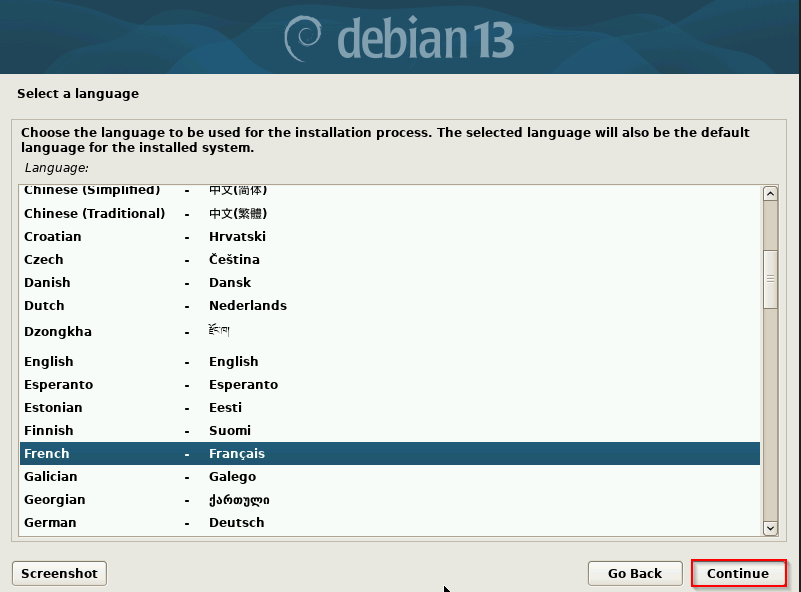 debian 13
Select a language
Choose the language to be used for the installation process. The selected language will also be the default
language for the installed system.
Language:
Chinese (Simplified) - 中文(简体)
Chinese (Traditional) - 中文(繁體)
Croatian - Hrvatski
Czech - Čeština
Danish - Dansk
Dutch - Nederlands
Dzongkha - རྫོང་ཁ།
English - English
Esperanto - Esperanto
Estonian - Eesti
Finnish - Suomi
French - Français
Galician - Galego
Georgian - ქართული
German - Deutsch
Screenshot Go Back Continue